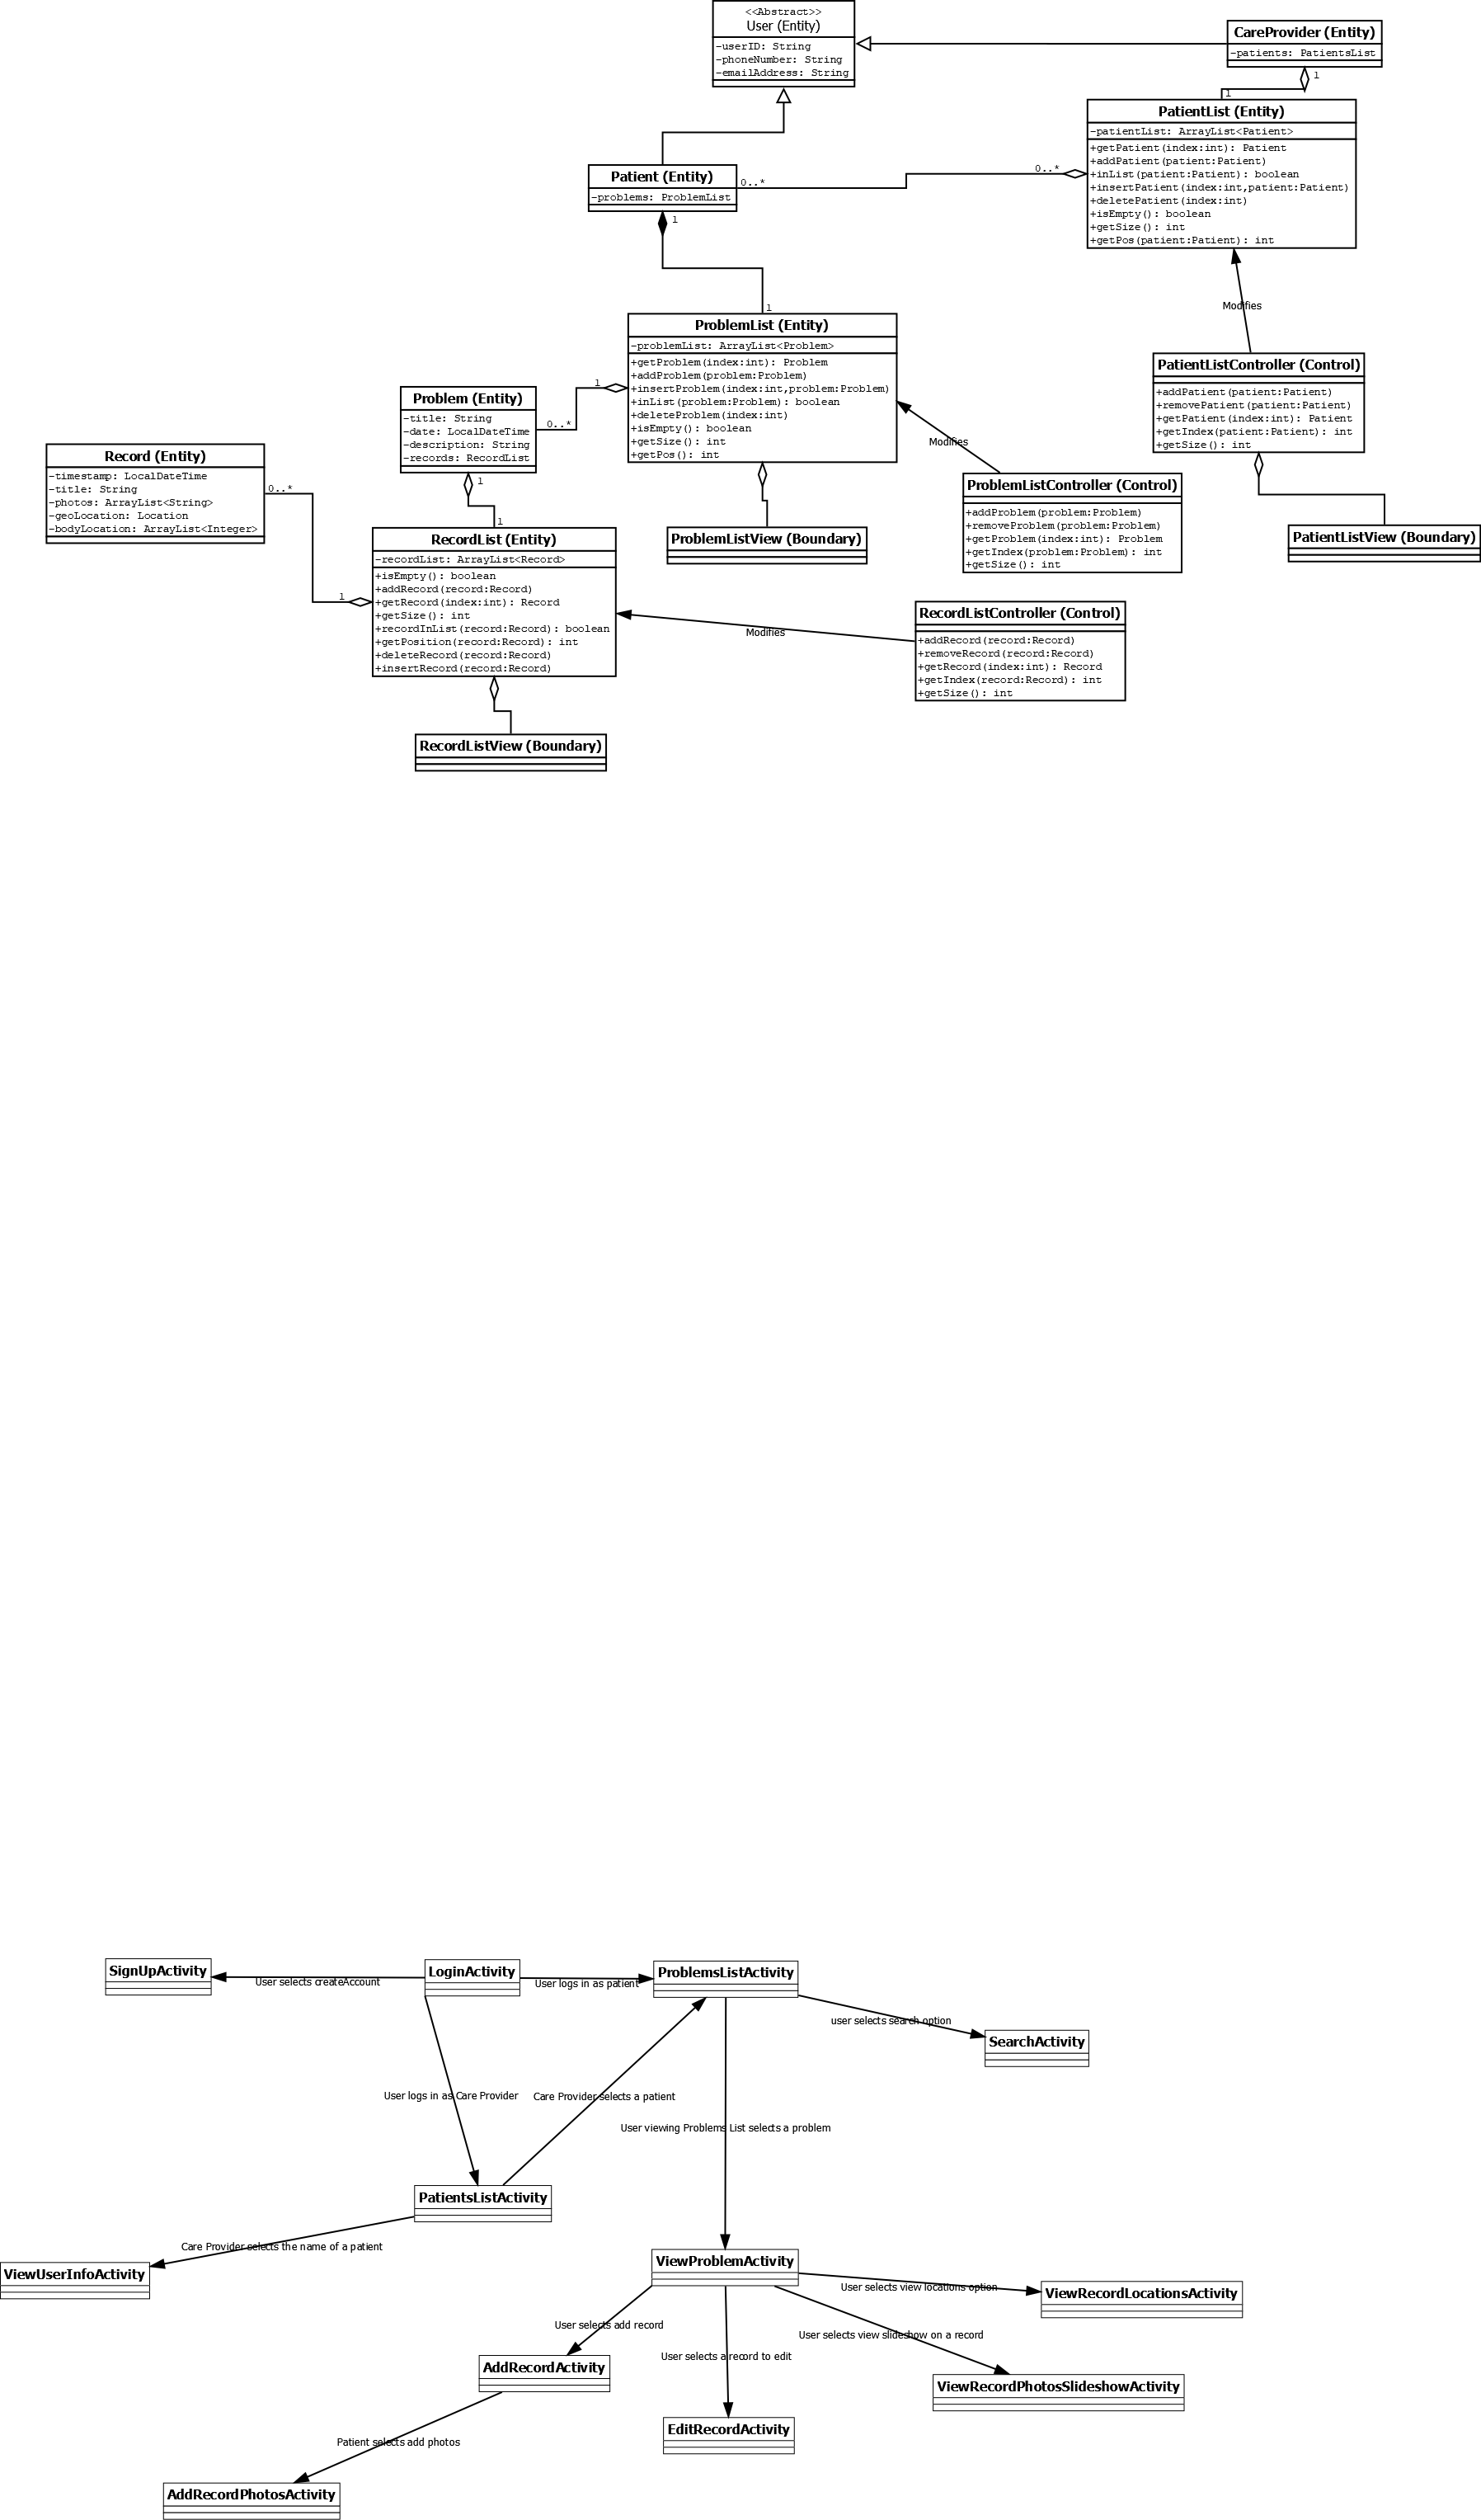 <<Abstract>>
User (Entity)
-userID: String
-phoneNumber: String
-emailAddress: String
CareProvider (Entity)
-patients: PatientsList
1
1
PatientList (Entity)
-patientList: ArrayList<Patient>
+getPatient(index:int): Patient
+addPatient(patient:Patient)
+inList(patient:Patient): boolean
+insertPatient(index:int,patient:Patient)
+deletePatient(index:int)
+isEmpty(): boolean
+getSize(): int
+getPos(patient:Patient): int
0..*
0..*
Patient (Entity)
-problems: ProblemList
1
1
Modifies
ProblemList (Entity)
-problemList: ArrayList<Problem>
+getProblem(index:int): Problem
+addProblem(problem:Problem)
+insertProblem(index:int,problem:Problem)
+inList(problem:Problem): boolean
+deleteProblem(index:int)
+isEmpty(): boolean
+getSize(): int
+getPos(): int
PatientListController (Control)
+addPatient(patient:Patient)
+removePatient(patient:Patient)
+getPatient(index:int): Patient
+getIndex(patient:Patient): int
+getSize(): int
1
0..*
Problem (Entity)
-title: String
-date: LocalDateTime
-description: String
-records: RecordList
1
1
Modifies
Record (Entity)
-timestamp: LocalDateTime
-title: String
-photos: ArrayList<String>
-geoLocation: Location
-bodyLocation: ArrayList<Integer>
0..*
1
ProblemListController (Control)
+addProblem(problem:Problem)
+removeProblem(problem:Problem)
+getProblem(index:int): Problem
+getIndex(problem:Problem): int
+getSize(): int
RecordList (Entity)
-recordList: ArrayList<Record>
+isEmpty(): boolean
+addRecord(record:Record)
+getRecord(index:int): Record
+getSize(): int
+recordInList(record:Record): boolean
+getPosition(record:Record): int
+deleteRecord(record:Record)
+insertRecord(record:Record)
ProblemListView (Boundary)
PatientListView (Boundary)
Modifies
RecordListController (Control)
+addRecord(record:Record)
+removeRecord(record:Record)
+getRecord(index:int): Record
+getIndex(record:Record): int
+getSize(): int
RecordListView (Boundary)
SignUpActivity
User selects createAccount
LoginActivity
User logs in as patient
ProblemsListActivity
user selects search option
SearchActivity
User logs in as Care Provider
Care Provider selects a patient
User viewing Problems List selects a problem
PatientsListActivity
Care Provider selects the name of a patient
ViewUserInfoActivity
ViewProblemActivity
User selects view locations option
ViewRecordLocationsActivity
User selects add record
User selects view slideshow on a record
User selects a record to edit
AddRecordActivity
ViewRecordPhotosSlideshowActivity
EditRecordActivity
Patient selects add photos
AddRecordPhotosActivity